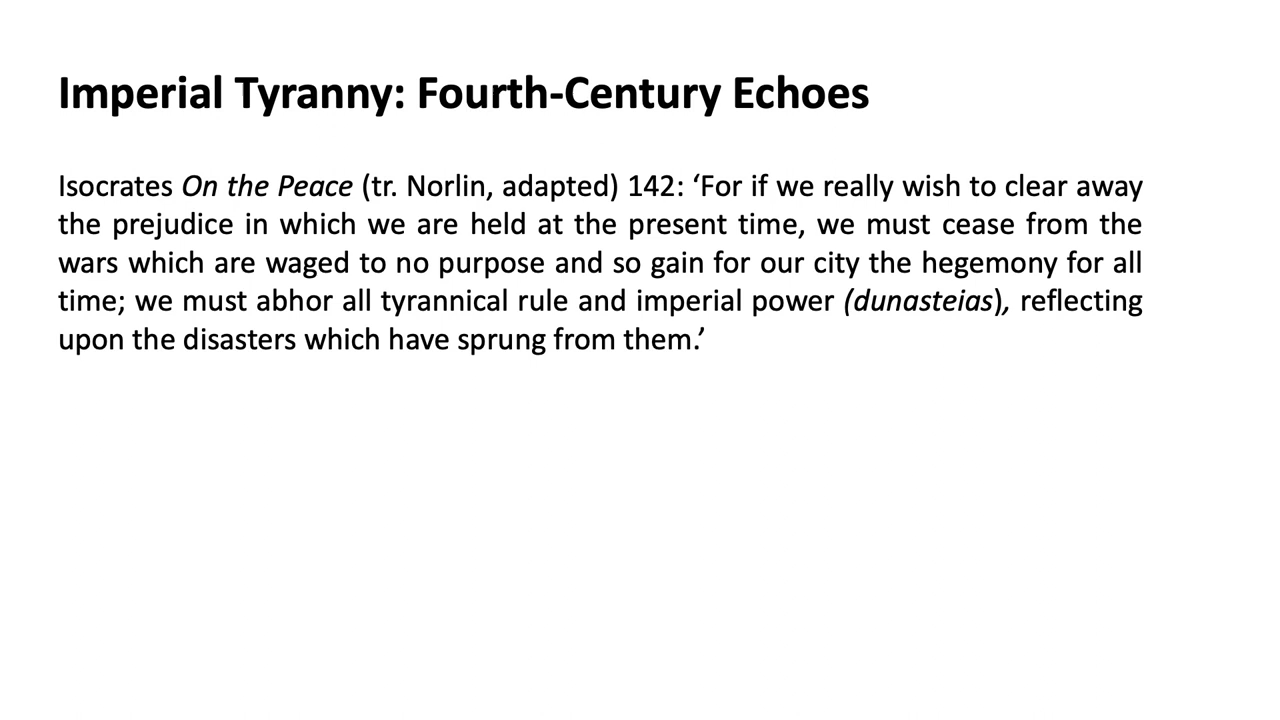 Imperial Tyranny: Fourth-Century Echoes
Isocrates On the Peace (tr. Norlin, adapted) 142: ‘For if we really wish to clear away
the prejudice in which we are held at the present time, we must cease from the
wars which are waged to no purpose and so gain for our city the hegemony for all
time; we must abhor all tyrannical rule and imperial power (dunasteias), reflecting
upon the disasters which have sprung from them.’